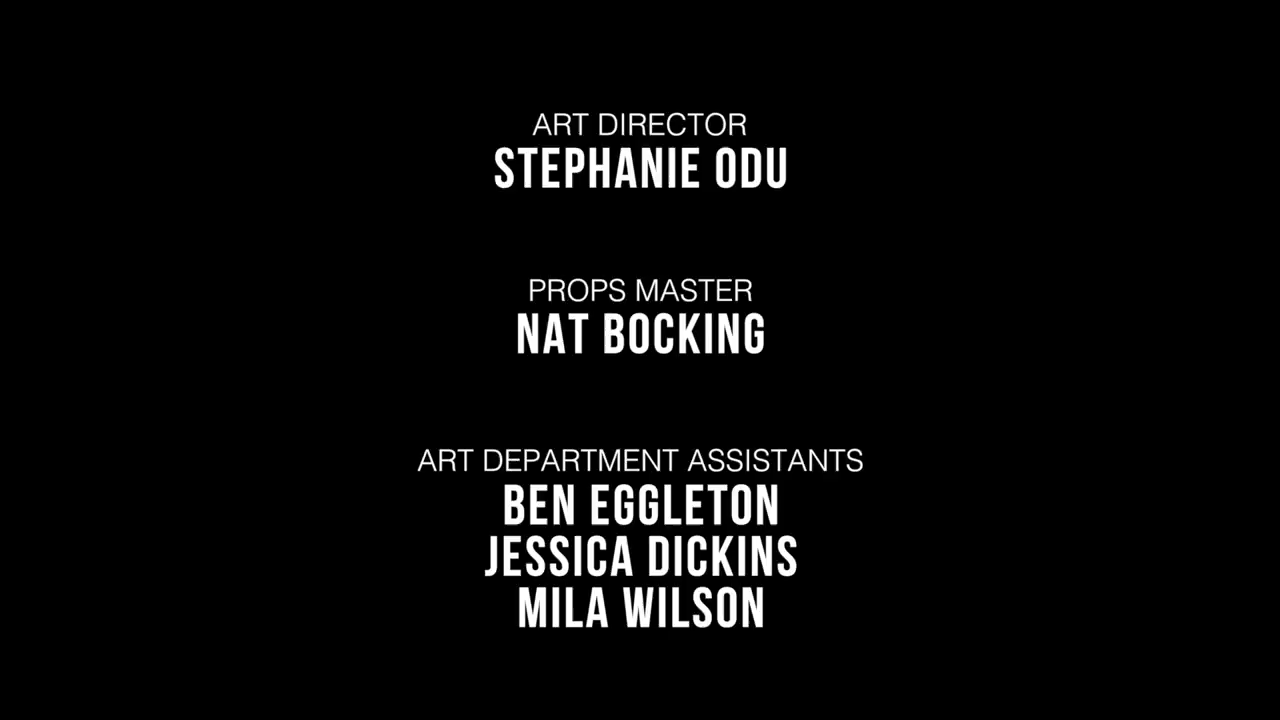 ART DIRECTOR
STEPHANIE ODU
PROPS MASTER
NAT BOCKING
ART DEPARTMENT ASSISTANTS
BEN EGGLETON
JESSICA DICKINS
MILA WILSON